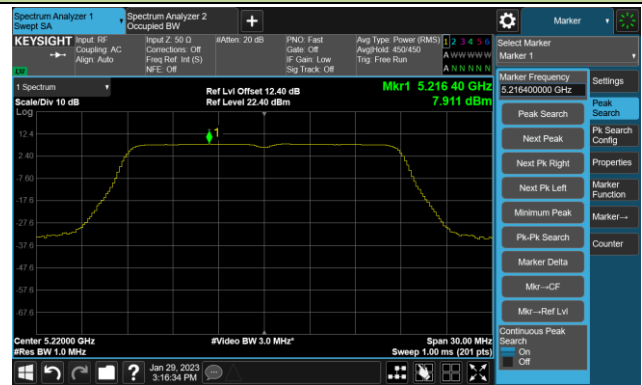 Spectrum Analyzer 1
Swept SA
Spectrum Analyzer 2
Occupied BW
Marker
KEYSIGHT
Input: RF
Coupling: AC
Align: Auto
Input Z: 50 Ω
Corrections: Off
Freq Ref: Int (S)
NFE: Off
#Atten: 20 dB
PNO: Fast
Gate: Off
IF Gain: Low
Sig Track: Off
Avg Type: Power (RMS)
Avg|Hold: 450/450
Trig: Free Run
1 2 3 4 5 6
A W W W W W
A N N N N N
LXI
Select Marker
Marker 1
1 Spectrum
Scale/Div 10 dB
Log
Ref Lvl Offset 12.40 dB
Ref Level 22.40 dBm
Mkr1 5.216 40 GHz
7.911 dBm
1
12.4
2.40
-7.60
-17.6
-27.6
-37.6
-47.6
-57.6
-67.6
Center 5.22000 GHz
#Res BW 1.0 MHz
#Video BW 3.0 MHz*
Span 30.00 MHz
Sweep 1.00 ms (201 pts)
Marker Frequency
5.216400000 GHz
Peak Search
Next Peak
Next Pk Right
Next Pk Left
Minimum Peak
Pk-Pk Search
Marker Delta
Mkr→CF
Mkr→Ref Lvl
Continuous Peak
Search
On
Off
Settings
Peak
Search
Pk Search
Config
Properties
Marker
Function
Marker→
Counter
?
Jan 29, 2023
3:16:34 PM